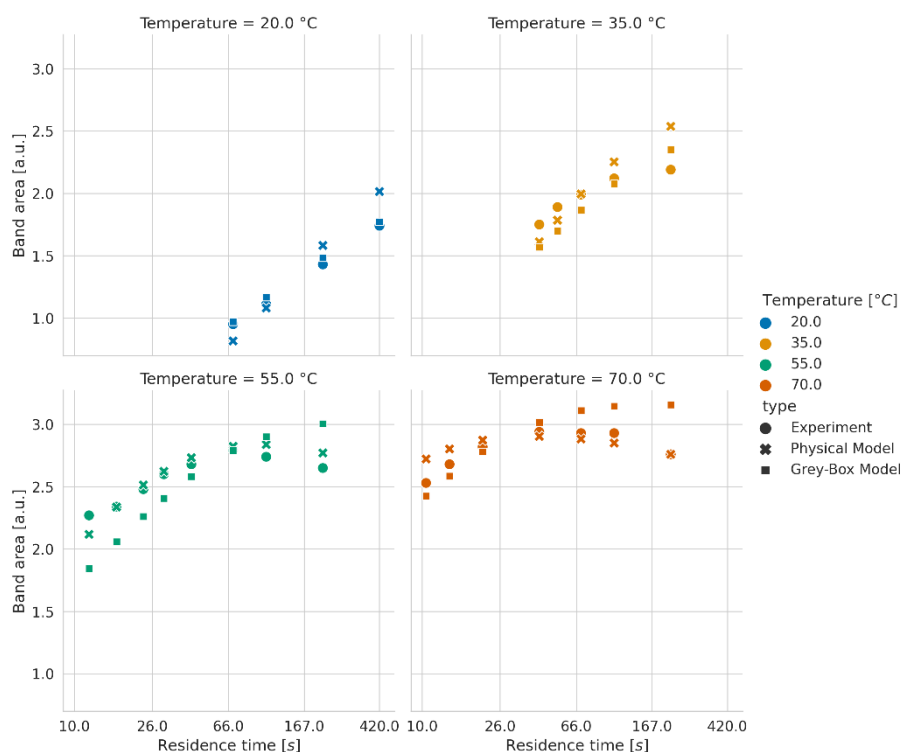 Temperature = 20.0 °C
Temperature = 35.0 °C
3.0
2.5
2.0
1.5
1.0
Band area [a.u.]
Temperature [°C]
20.0
35.0
55.0
70.0
type
Experiment
Physical Model
Grey-Box Model
Temperature = 55.0 °C
Temperature = 70.0 °C
3.0
2.5
2.0
1.5
1.0
Band area [a.u.]
10.0 26.0 66.0 167.0 420.0
Residence time [s]
10.0 26.0 66.0 167.0 420.0
Residence time [s]